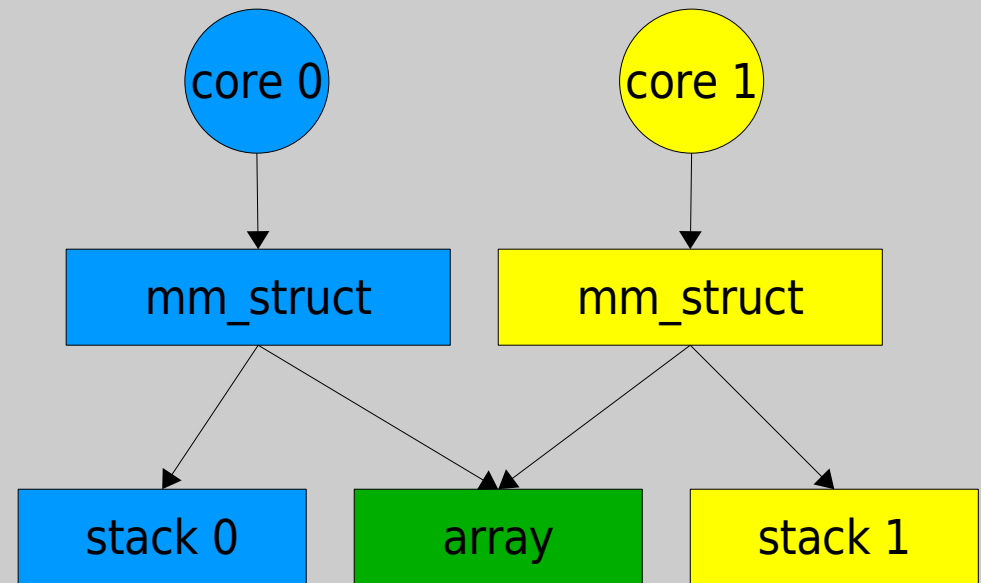 core 0
core 1
mm_struct
mm_struct
stack 0
array
stack 1